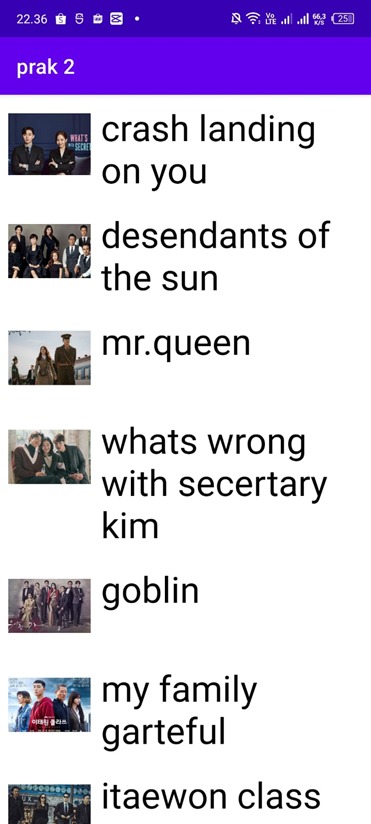 22.36
Vo
LTE
66,3
K/S
25
prak 2
WHAT'S
SECRE
crash landing
on you
desendants of
the sun
mr.queen
whats wrong
with secertary
kim
goblin
이태원 클라쓰
my family
garteful
itaewon class